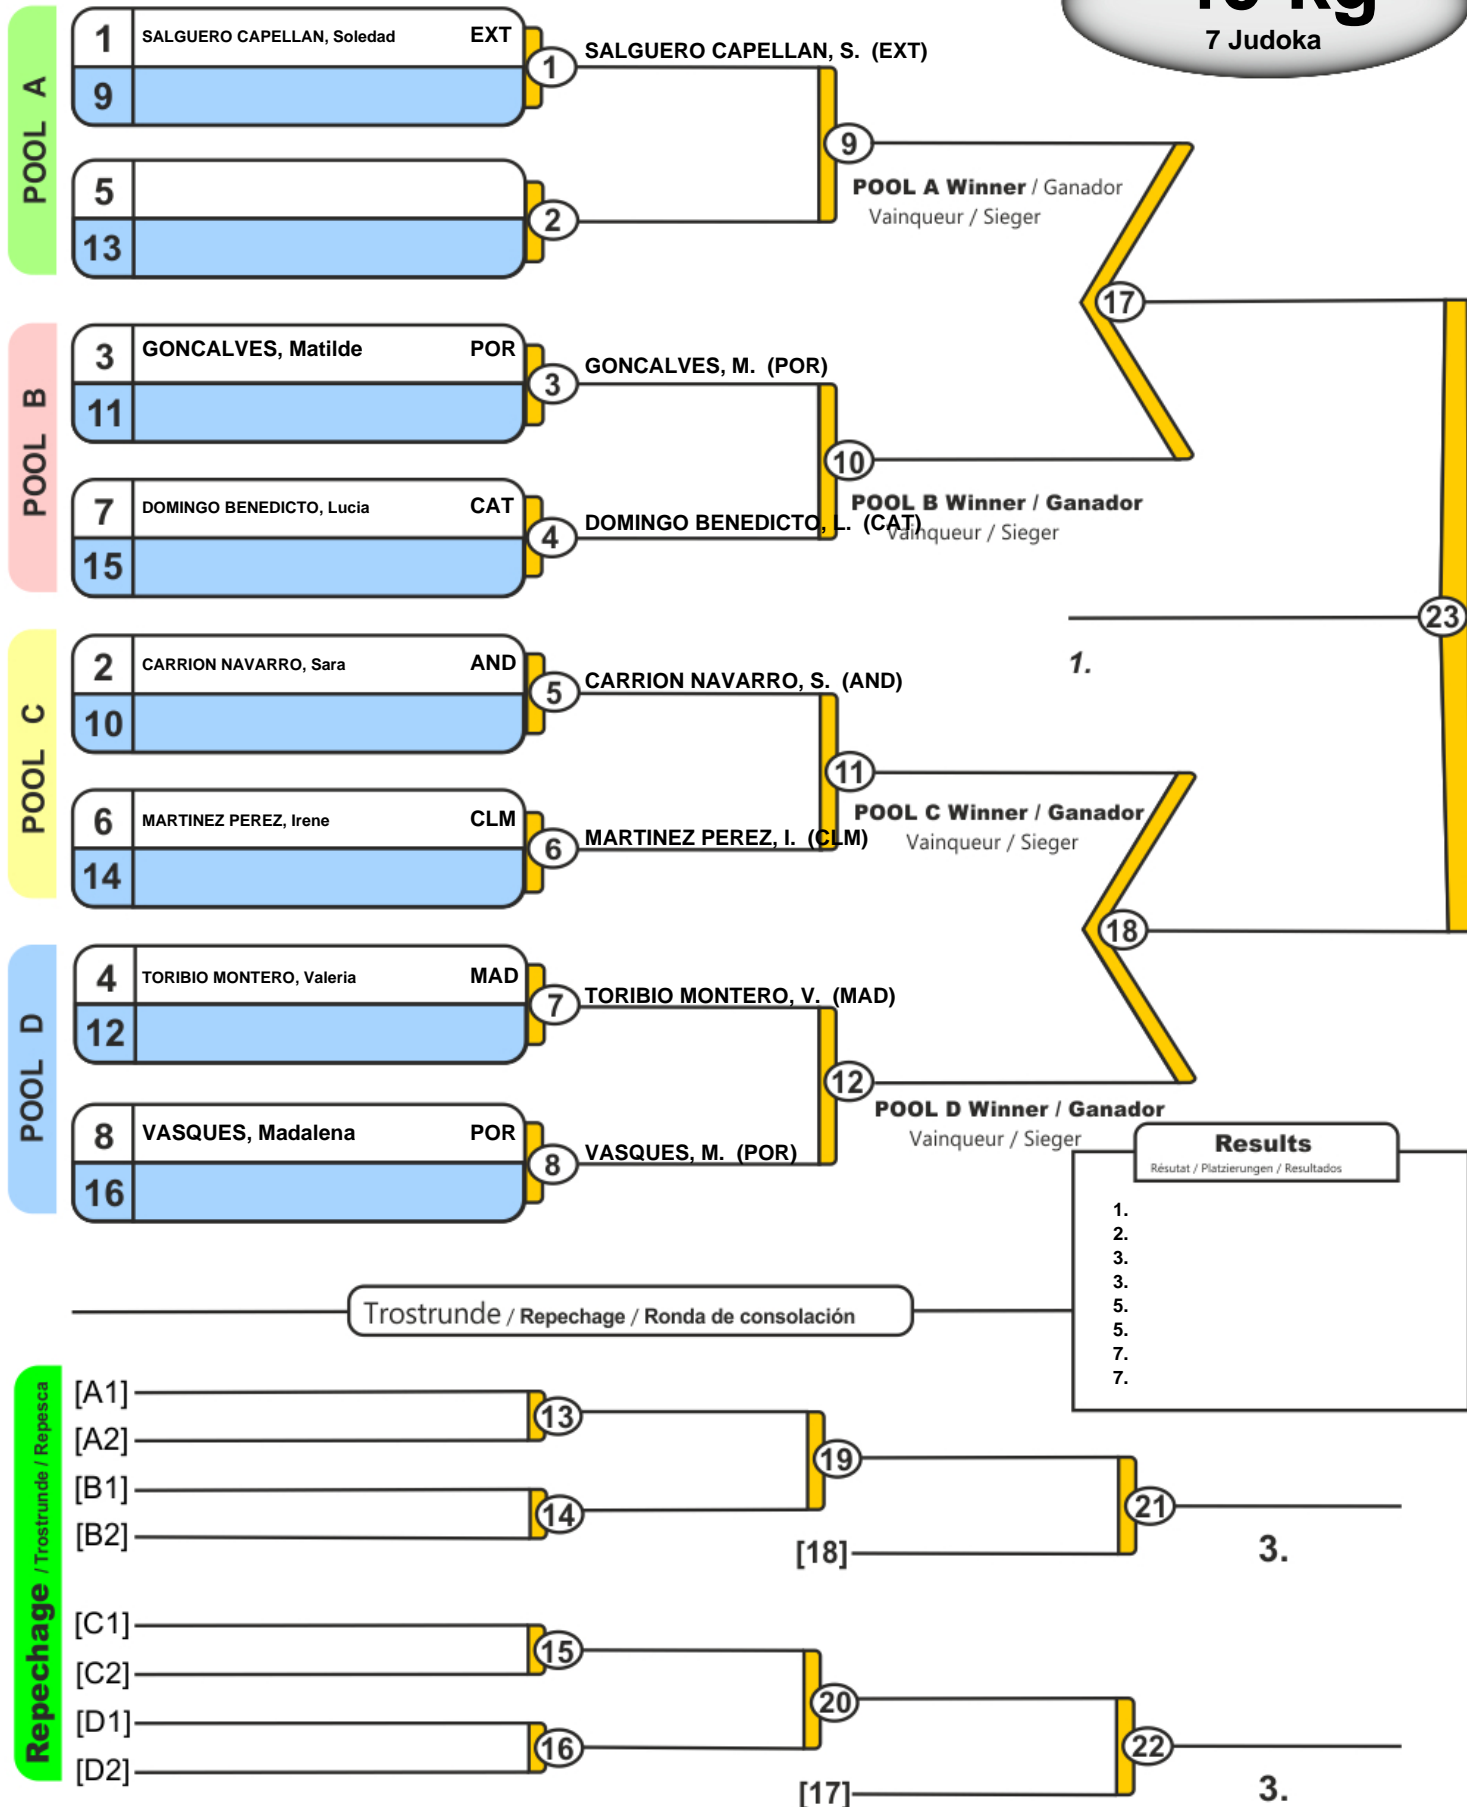 7 Judoka
POOL A
1 SALGUERO CAPELLAN, Soledad EXT
9
1
SALGUERO CAPELLAN, S. (EXT)
5
13
2
9
POOL A Winner / Ganador
Vainqueur / Sieger
17
POOL B
3 GONCALVES, Matilde POR
11
3
GONCALVES, M. (POR)
7 DOMINGO BENEDICTO, Lucia CAT
15
4
DOMINGO BENEDICTO, L. (CAT)
10
POOL B Winner / Ganador
Vainqueur / Sieger
23
1.
POOL C
2 CARRION NAVARRO, Sara AND
10
5
CARRION NAVARRO, S. (AND)
6 MARTINEZ PEREZ, Irene CLM
14
6
MARTINEZ PEREZ, I. (CLM)
11
POOL C Winner / Ganador
Vainqueur / Sieger
18
POOL D
4 TORIBIO MONTERO, Valeria MAD
12
7
TORIBIO MONTERO, V. (MAD)
8 VASQUES, Madalena POR
16
8
VASQUES, M. (POR)
12
POOL D Winner / Ganador
Vainqueur / Sieger
Results
Résutat / Platzierungen / Resultados
1.
2.
3.
3.
5.
5.
7.
7.
Trostrunde / Repechage / Ronda de consolación
Repechage / Trostrunde / Repesca
[A1]
[A2]
13
[B1]
[B2]
14
19
[18]
21
3.
[C1]
[C2]
15
[D1]
[D2]
16
20
[17]
22
3.